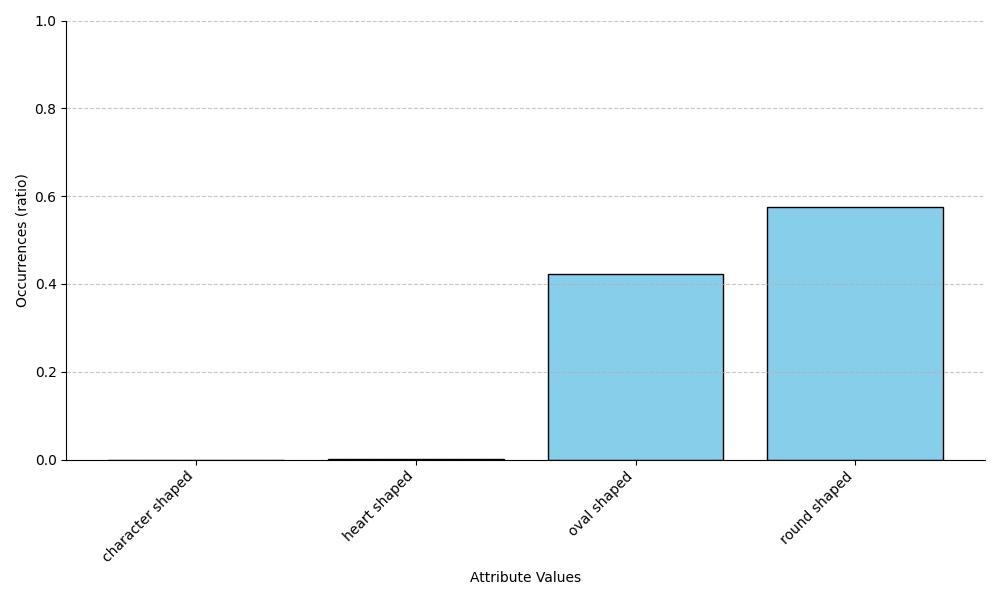 1.0
0.8
0.6
0.4
0.2
0.0
Occurrences (ratio)
character shaped
heart shaped
oval shaped
round shaped
Attribute Values